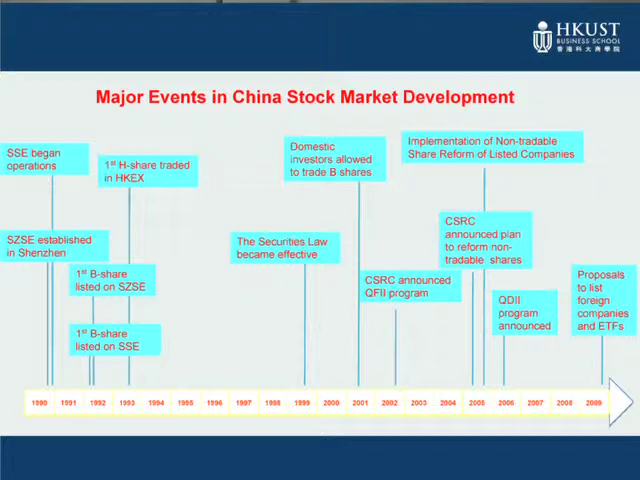 HKUST
BUSINESS SCHOOL
香港科大商學院
Major Events in China Stock Market Development
SSE began
operations
1st H-share traded
in HKEX
Domestic
investors allowed
to trade B shares
Implementation of Non-tradable
Share Reform of Listed Companies
SZSE established
in Shenzhen
The Securities Law
became effective
CSRC
announced plan
to reform non-
tradable shares
1st B-share
listed on SZSE
CSRC announced
QFII program
QDII
program
announced
Proposals
to list
foreign
companies
and ETFs
1st B-share
listed on SSE
1990 1991 1992 1993 1994 1995 1996 1997 1998 1999 2000 2001 2002 2003 2004 2005 2006 2007 2008 2009